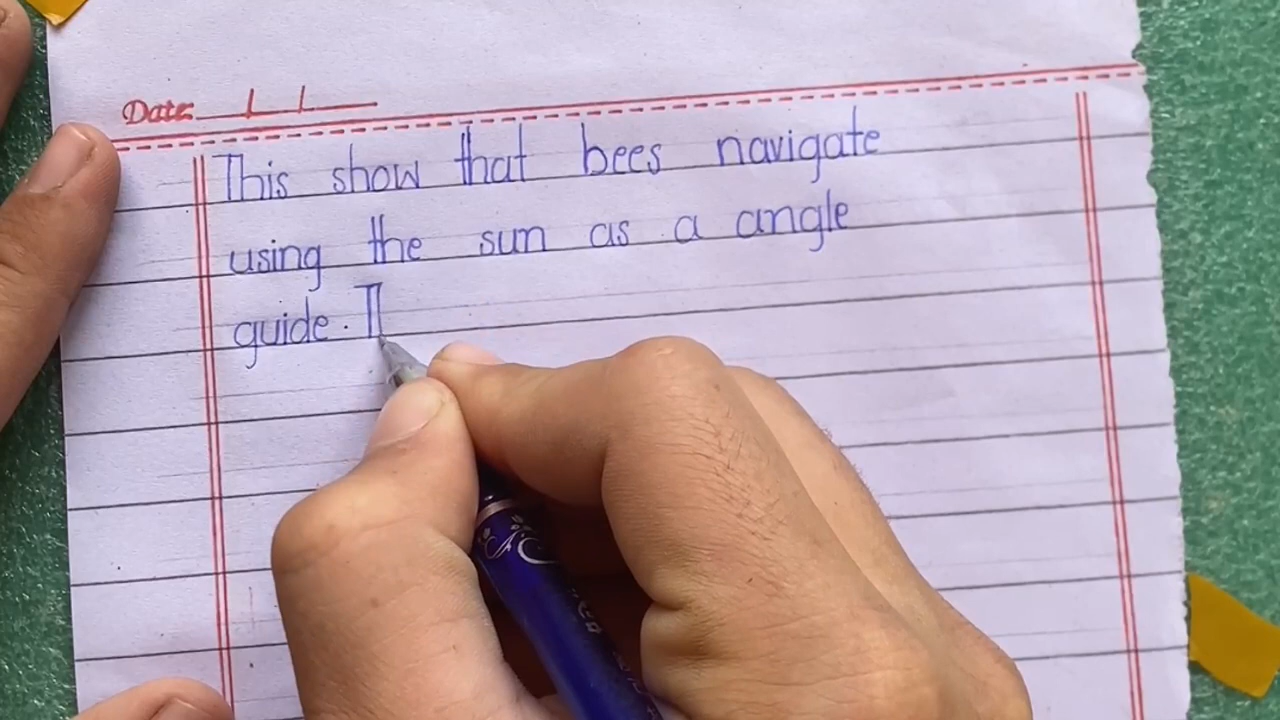 Date
This show that bees navigate
using the sun as a angle
guide. T